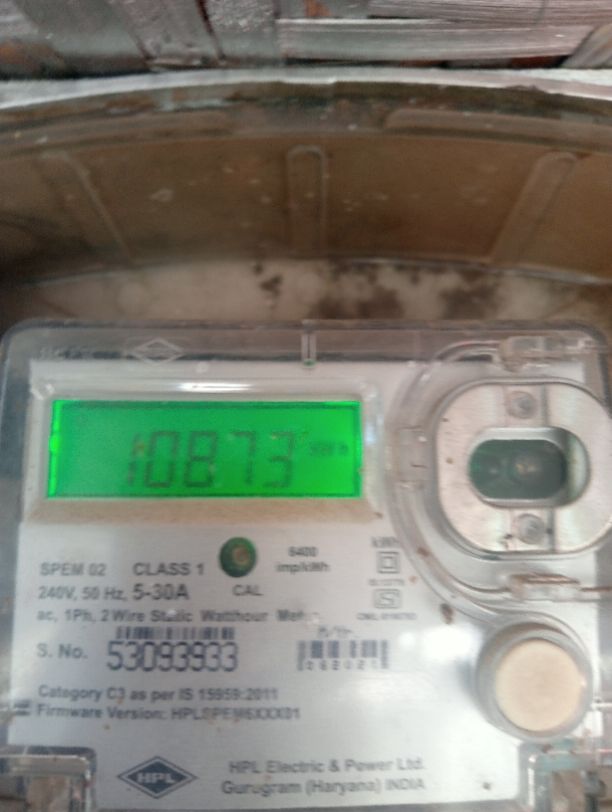 10873
SPEM 02 CLASS 1
6400
imp/kWh
kWh
240V, 50 Hz, 5-30A
CAL
ac, 1Ph, 2 Wire Static Watthour
S. No. 53093933
Category C3 as per IS 15959:2011
Firmware Version: HPLSPEM6XXX01
HPL
HPL Electric & Power Ltd.
Gurugram (Haryana) INDIA